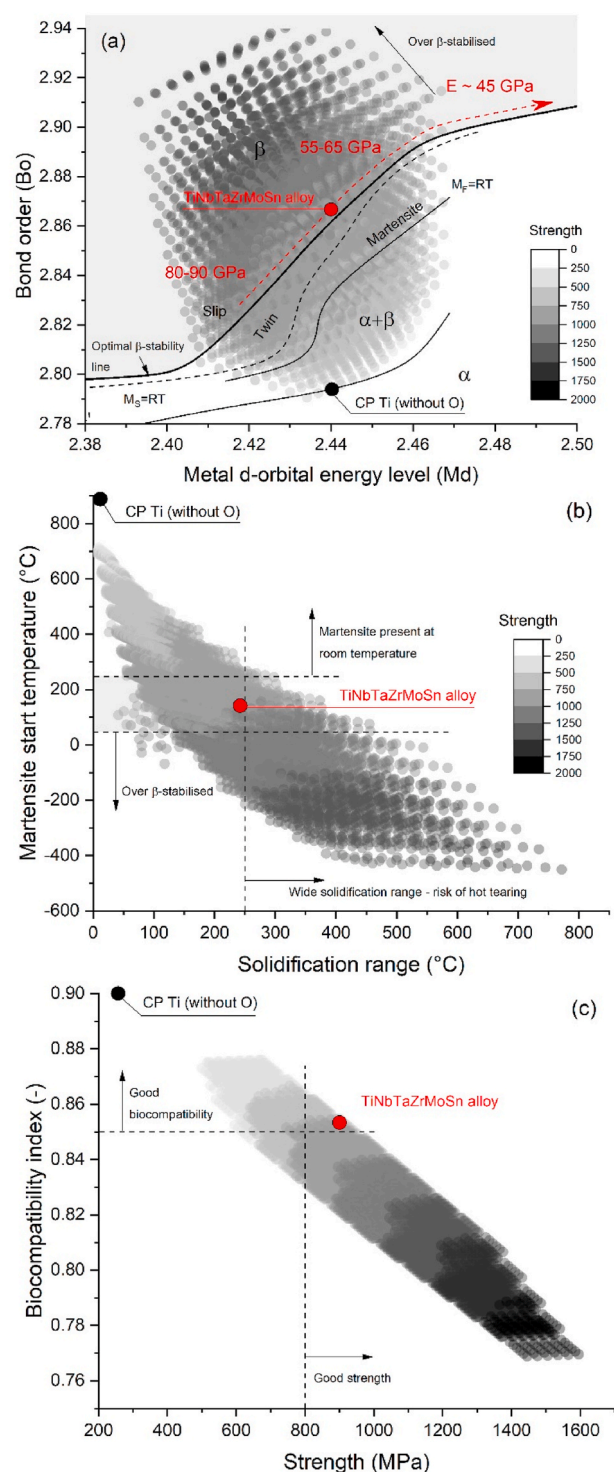 (a)
Over β-stabilised
E ~ 45 GPa
β
55-65 GPa
TiNbTaZrMoSn alloy
M_F=RT
Martensite
80-90 GPa
Slip
Twin
α+β
α
Optimal β-stability
line
M_S=RT
CP Ti (without O)
Strength
0
250
500
750
1000
1250
1500
1750
2000
2.94
2.92
2.90
2.88
2.86
2.84
2.82
2.80
2.78
Bond order (Bo)
2.38 2.40 2.42 2.44 2.46 2.48 2.50
Metal d-orbital energy level (Md)
(b)
CP Ti (without O)
Martensite present at
room temperature
TiNbTaZrMoSn alloy
Over β-stabilised
Wide solidification range - risk of hot tearing
Strength
0
250
500
750
1000
1250
1500
1750
2000
800
600
400
200
0
-200
-400
-600
Martensite start temperature (°C)
0 100 200 300 400 500 600 700 800
Solidification range (°C)
(c)
CP Ti (without O)
Good
biocompatibility
TiNbTaZrMoSn alloy
Good strength
0.90
0.88
0.86
0.84
0.82
0.80
0.78
0.76
Biocompatibility index (-)
200 400 600 800 1000 1200 1400 1600
Strength (MPa)